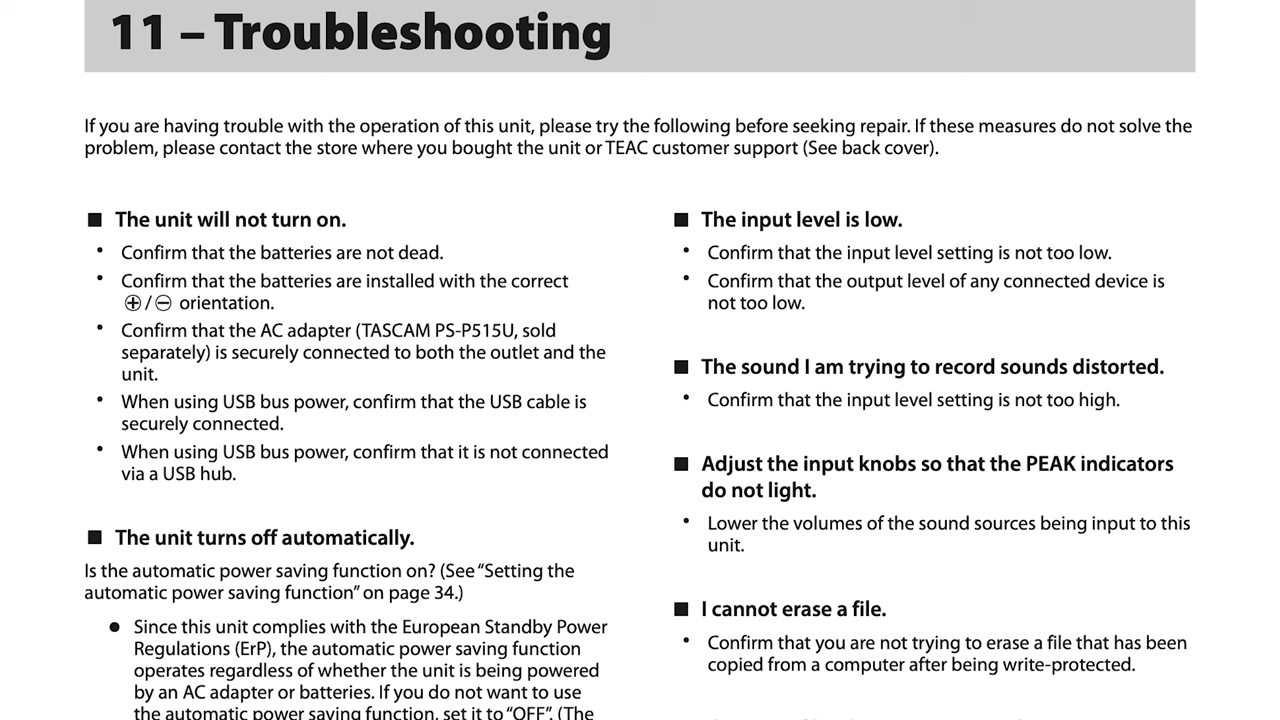 11 – Troubleshooting
If you are having trouble with the operation of this unit, please try the following before seeking repair. If these measures do not solve the
problem, please contact the store where you bought the unit or TEAC customer support (See back cover).
■ The unit will not turn on.
• Confirm that the batteries are not dead.
• Confirm that the batteries are installed with the correct
⊕/⊖ orientation.
• Confirm that the AC adapter (TASCAM PS-P515U, sold
separately) is securely connected to both the outlet and the
unit.
• When using USB bus power, confirm that the USB cable is
securely connected.
• When using USB bus power, confirm that it is not connected
via a USB hub.
■ The unit turns off automatically.
Is the automatic power saving function on? (See “Setting the
automatic power saving function” on page 34.)
● Since this unit complies with the European Standby Power
Regulations (ErP), the automatic power saving function
operates regardless of whether the unit is being powered
by an AC adapter or batteries. If you do not want to use
the automatic power saving function, set it to “OFF”. (The
■ The input level is low.
• Confirm that the input level setting is not too low.
• Confirm that the output level of any connected device is
not too low.
■ The sound I am trying to record sounds distorted.
• Confirm that the input level setting is not too high.
■ Adjust the input knobs so that the PEAK indicators
do not light.
• Lower the volumes of the sound sources being input to this
unit.
■ I cannot erase a file.
• Confirm that you are not trying to erase a file that has been
copied from a computer after being write-protected.